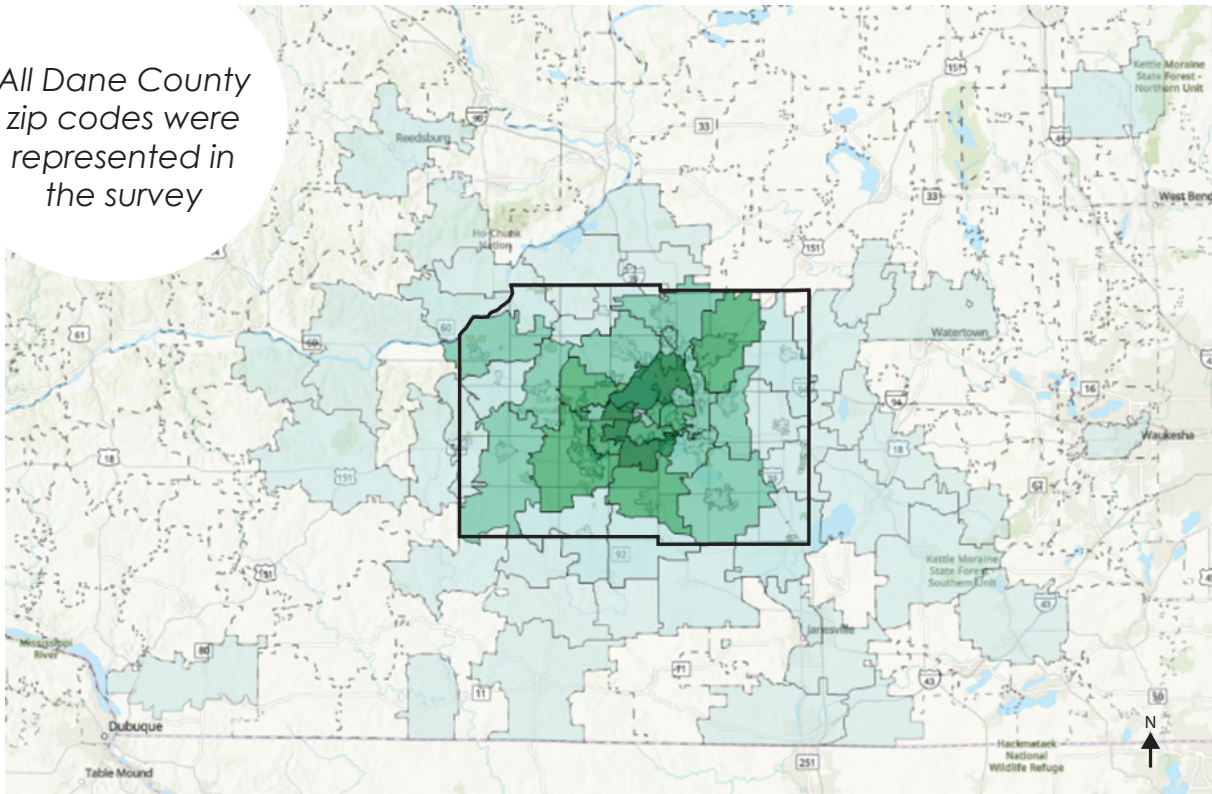 All Dane County
zip codes were
represented in
the survey
Kettle Moraine
State Forest -
Northern Unit
151
Reedsburg
90
33
33
West Bend
Ho-Chunk
Nation
151
61
60
60
Watertown
16
94
94
Waukesha
18
18
151
67
92
Kettle Moraine
State Forest
Southern Unit
151
43
Janesville
Mississippi
River
80
11
11
43
50
Dubuque
N
Hackmatack
National
Wildlife Refuge
251
Table Mound